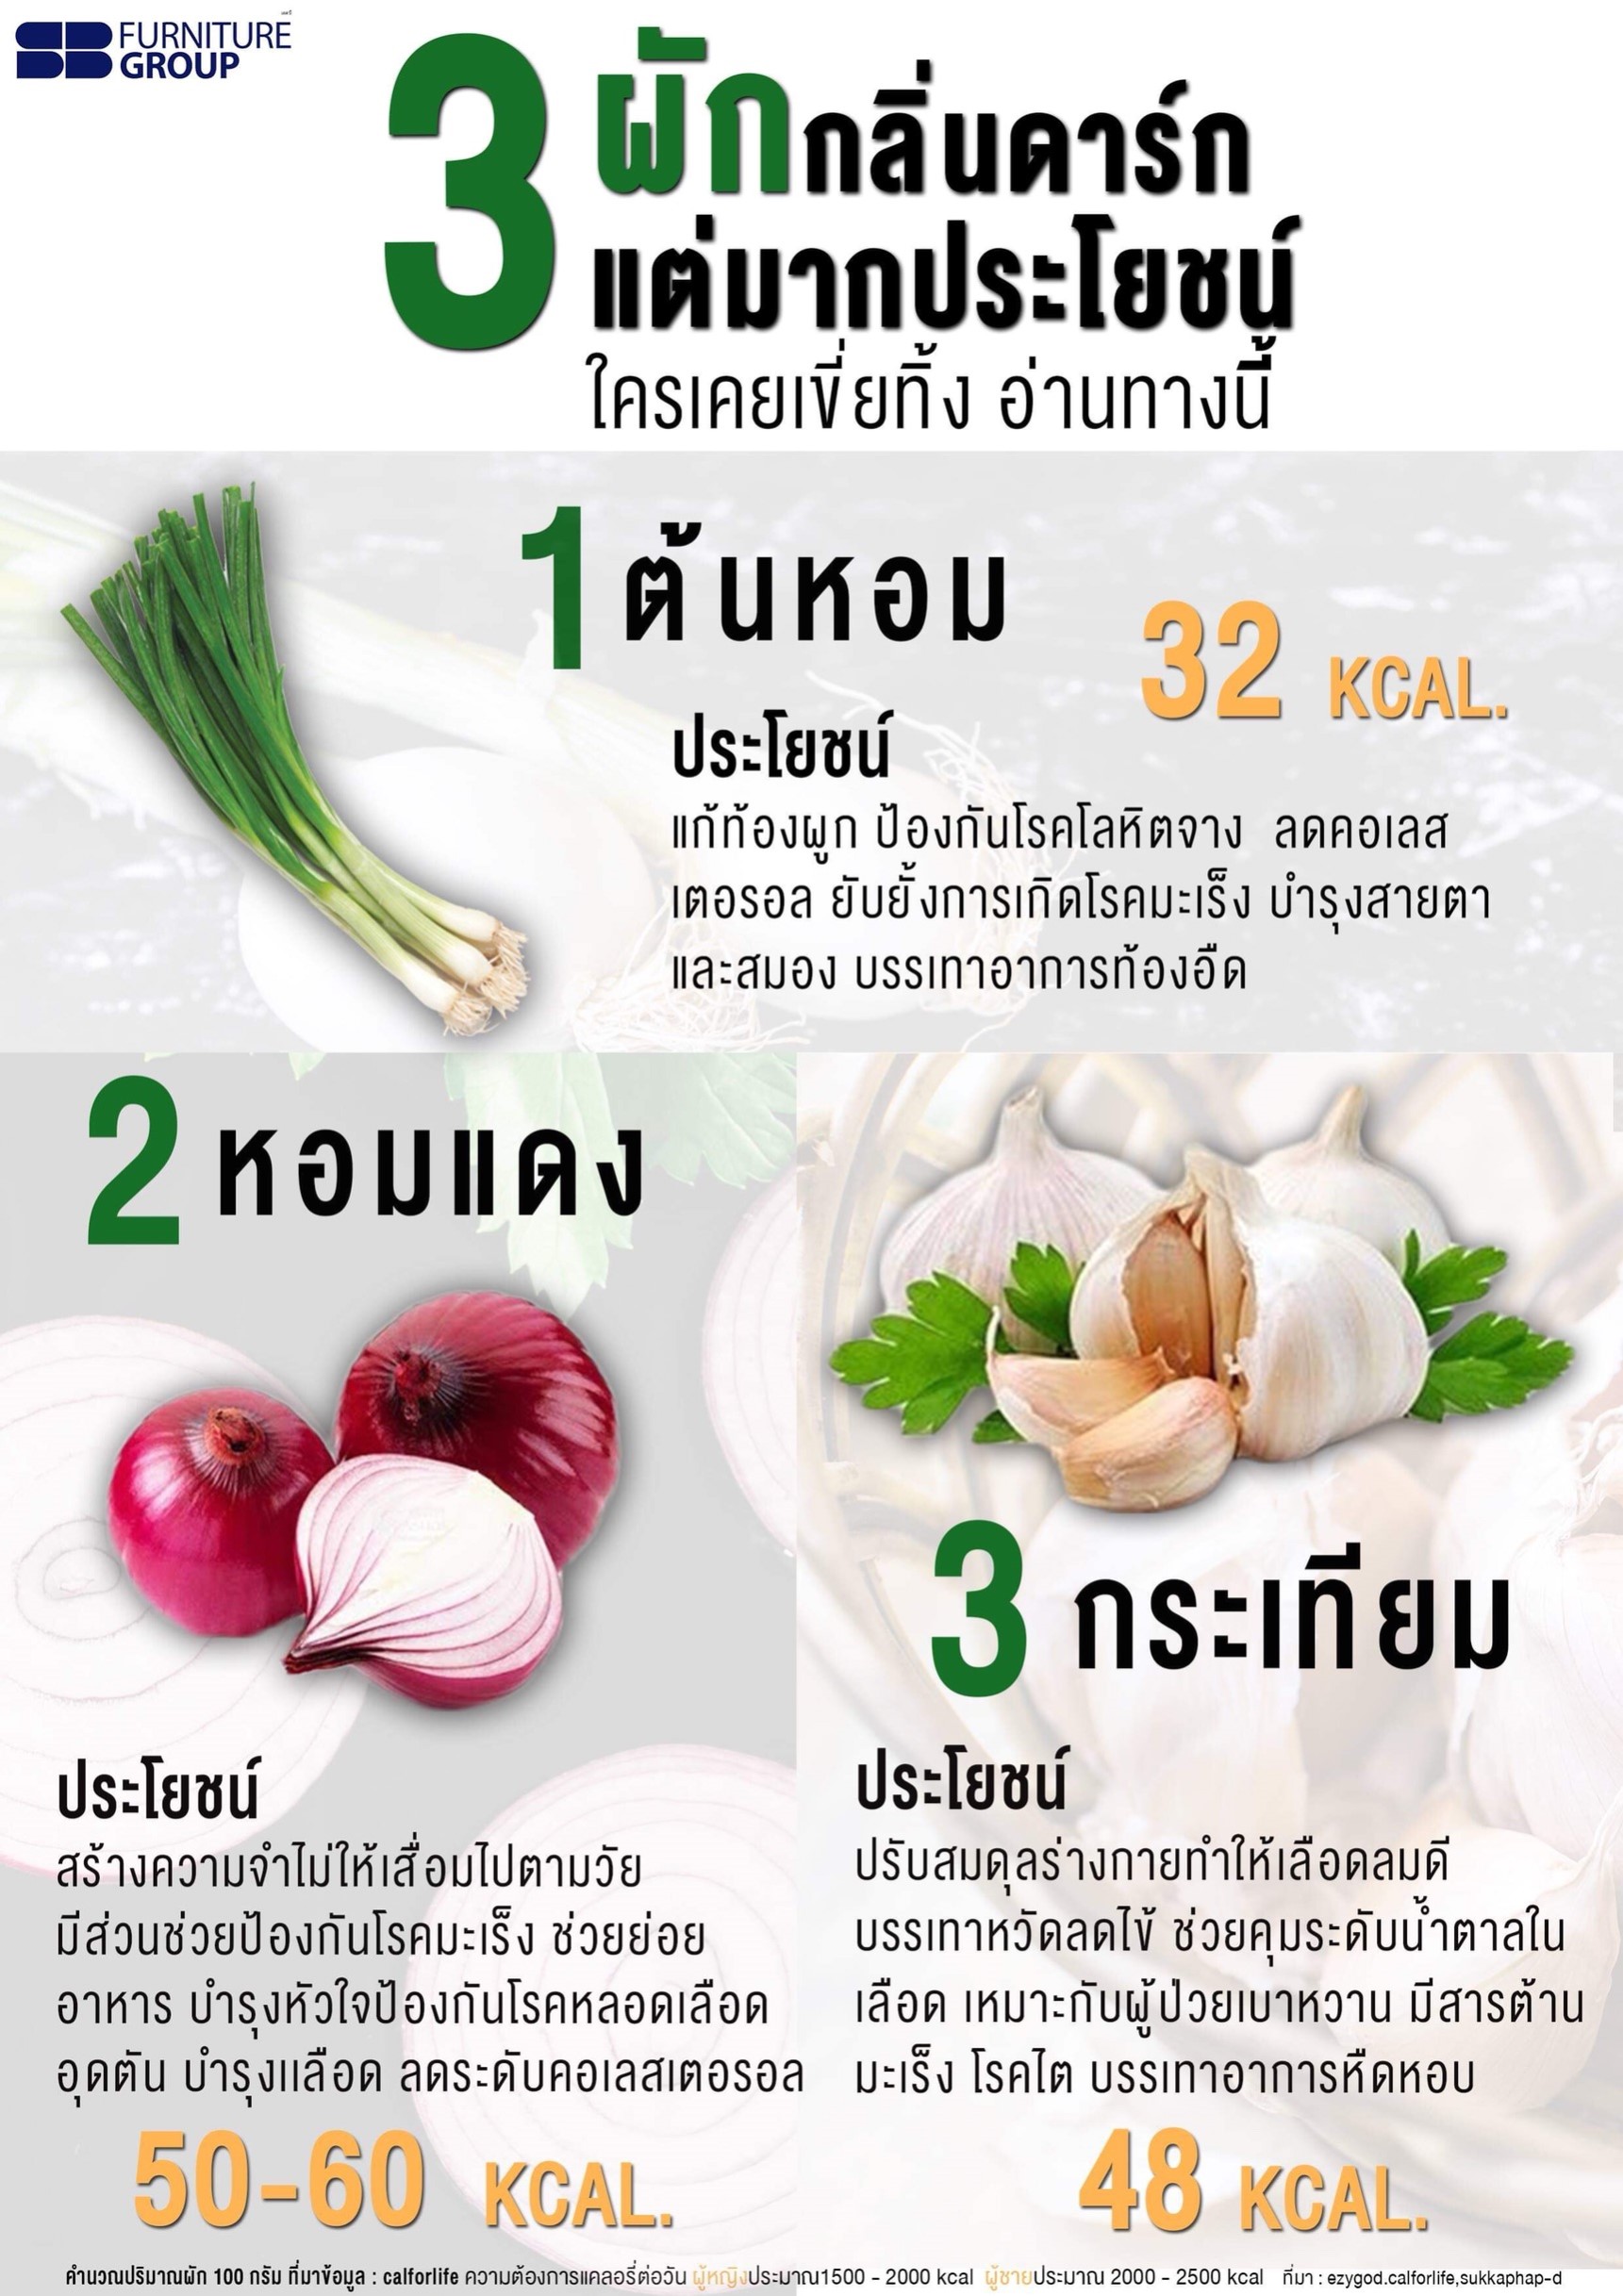 SB FURNITURE
GROUP
3 ผักกลิ่นดาร์ก
แต่มากประโยชน์
ใครเคยเขี่ยทิ้ง อ่านทางนี้
1 ต้นหอม
32 KCAL.
ประโยชน์
แก้ท้องผูก ป้องกันโรคโลหิตจาง ลดคอเลส
เตอรอล ยับยั้งการเกิดโรคมะเร็ง บำรุงสายตา
และสมอง บรรเทาอาการท้องอืด
2 หอมแดง
ประโยชน์
สร้างความจำไม่ให้เสื่อมไปตามวัย
มีส่วนช่วยป้องกันโรคมะเร็ง ช่วยย่อย
อาหาร บำรุงหัวใจป้องกันโรคหลอดเลือด
อุดตัน บำรุงแลือด ลดระดับคอเลสเตอรอล
50-60 KCAL.
3 กระเทียม
ประโยชน์
ปรับสมดุลร่างกายทำให้เลือดลมดี
บรรเทาหวัดลดไข้ ช่วยคุมระดับน้ำตาลใน
เลือด เหมาะกับผู้ป่วยเบาหวาน มีสารต้าน
มะเร็ง โรคไต บรรเทาอาการหืดหอบ
48 KCAL.
คำนวณปริมาณผัก 100 กรัม ที่มาข้อมูล : calforlife ความต้องการแคลอรี่ต่อวัน ผู้หญิงประมาณ1500 - 2000 kcal ผู้ชายประมาณ 2000 - 2500 kcal ที่มา : ezygod.calforlife,sukkaphap-d